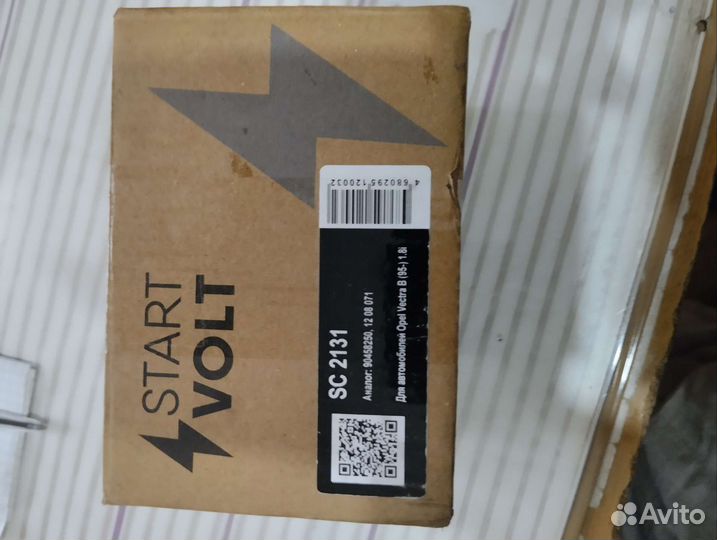 START
VOLT
SC 2131
Аналог: 90458250, 12 08 071
Для автомобилей Opel Vectra B (95-) 1.8i
4 680295 120032
Avito